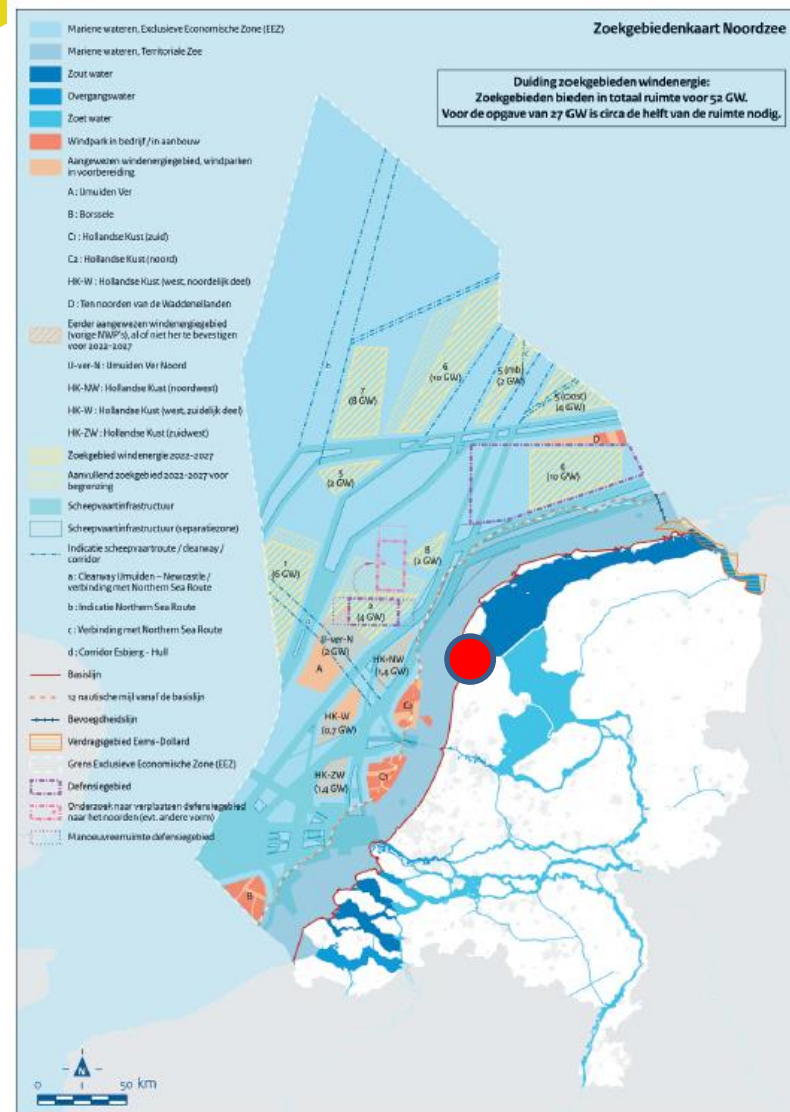 Zoekgebiedenkaart Noordzee
Duiding zoekgebieden windenergie:
Zoekgebieden bieden in totaal ruimte voor 52 GW.
Voor de opgave van 27 GW is circa de helft van de ruimte nodig.
Mariene wateren, Exclusieve Economische Zone (EEZ)
Mariene wateren, Territoriale Zee
Zout water
Overgangswater
Zoet water
Windpark in bedrijf / in aanbouw
Aangewezen windenergiegebied, windparken
in voorbereiding
A : IJmuiden Ver
B : Borssele
C1 : Hollandse Kust (zuid)
C2 : Hollandse Kust (noord)
HK-W : Hollandse Kust (west, noordelijk deel)
D : Ten noorden van de Waddeneilanden
Eerder aangewezen windenergiegebied
(vorige NWP's), al of niet her te bevestigen
voor 2022-2027
IJ-ver-N : IJmuiden Ver Noord
HK-NW : Hollandse Kust (noordwest)
HK-W : Hollandse Kust (west, zuidelijk deel)
HK-ZW : Hollandse Kust (zuidwest)
Zoekgebied windenergie 2022-2027
Aanvullend zoekgebied 2022-2027 voor
begrenzing
Scheepvaartinfrastructuur
Scheepvaartinfrastructuur (separatiezone)
Indicatie scheepvaartroute / clearway /
corridor
a : Clearway IJmuiden – Newcastle /
verbinding met Northern Sea Route
b : Indicatie Northern Sea Route
c : Verbinding met Northern Sea Route
d : Corridor Esbjerg - Hull
Basislijn
12 nautische mijl vanaf de basislijn
Bevoegdheidslijn
Verdragsgebied Eems-Dollard
Grens Exclusieve Economische Zone (EEZ)
Defensiegebied
Onderzoek naar verplaatsen defensiegebied
naar het noorden (evt. andere vorm)
Manoeuvreerruimte defensiegebied
7
(8 GW)
6
(10 GW)
5 (mb)
(2 GW)
5 (oost)
(4 GW)
D
5
(2 GW)
6
(10 GW)
1
(6 GW)
8
(2 GW)
2
(4 GW)
IJ-ver-N
(2 GW)
A
HK-NW
(1,4 GW)
HK-W
(0,7 GW)
C2
HK-ZW
(1,4 GW)
C1
B
N
0
50 km